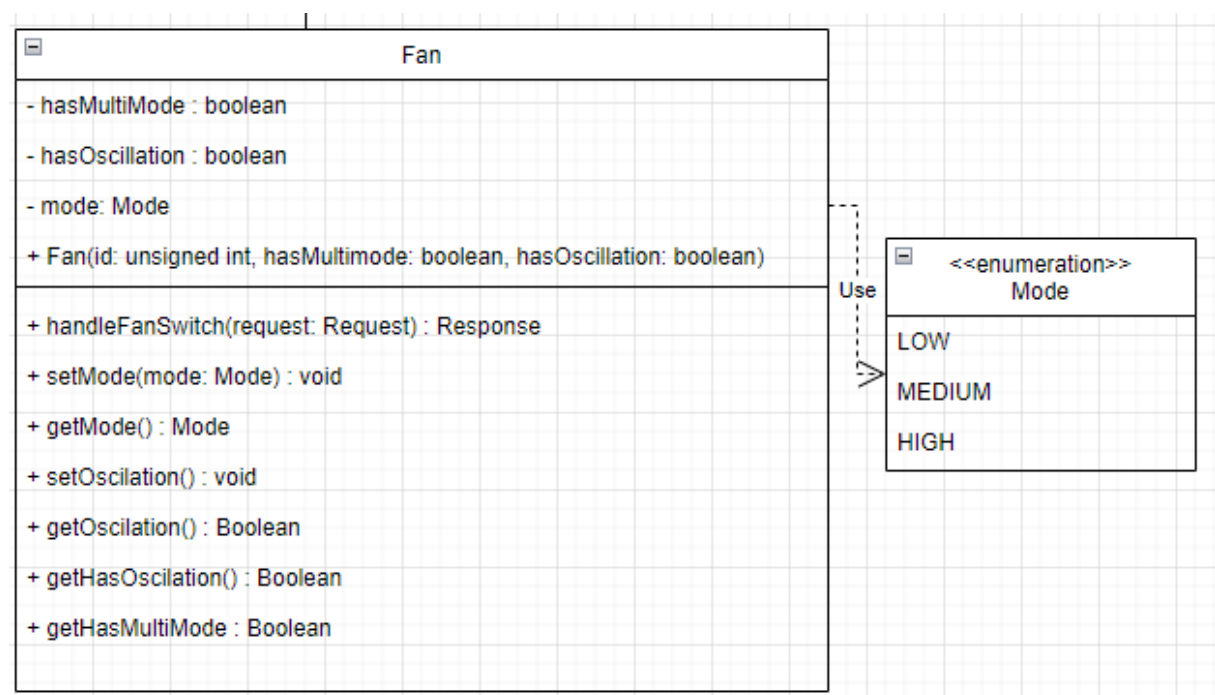 Fan
- hasMultiMode : boolean
- hasOscillation : boolean
- mode: Mode
+ Fan(id: unsigned int, hasMultimode: boolean, hasOscillation: boolean)
+ handleFanSwitch(request: Request) : Response
+ setMode(mode: Mode) : void
+ getMode() : Mode
+ setOscilation() : void
+ getOscilation() : Boolean
+ getHasOscilation() : Boolean
+ getHasMultiMode : Boolean
Use
<<enumeration>>
Mode
LOW
MEDIUM
HIGH